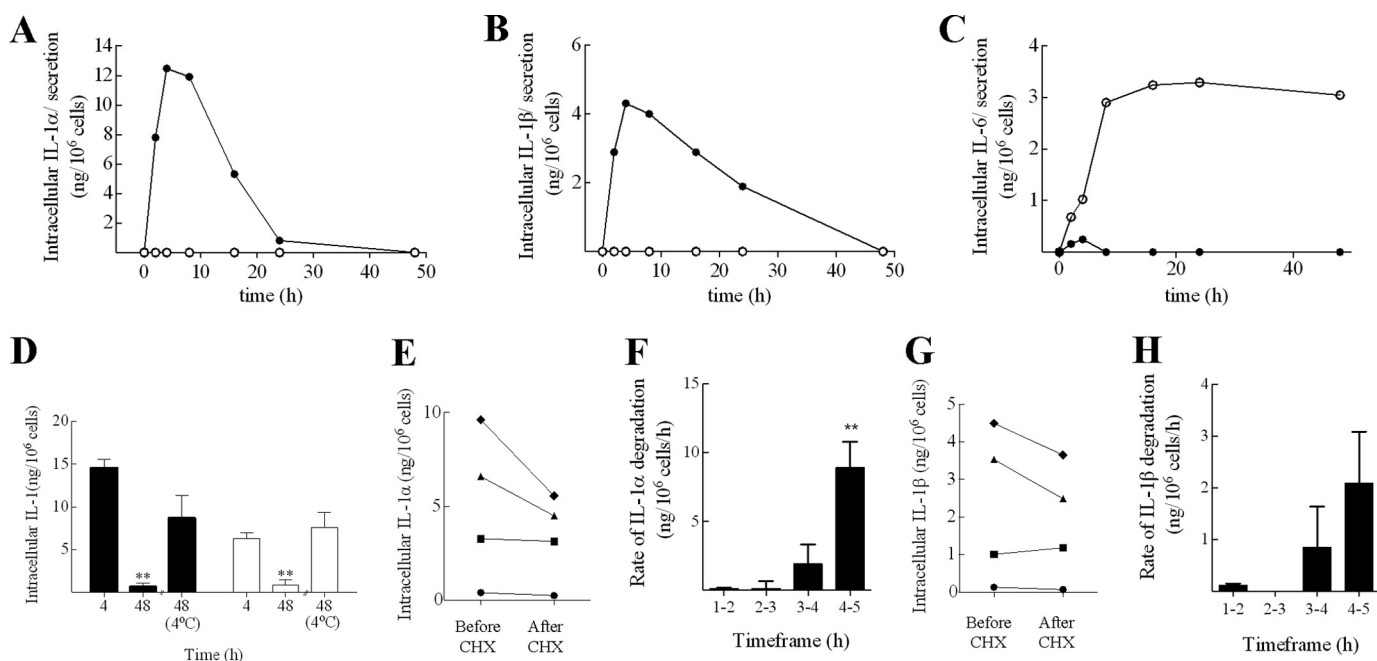 A
Intracellular IL-1α/ secretion
(ng/10⁶ cells)
14
12
10
8
6
4
2
0 10 20 30 40 50
time (h)
B
Intracellular IL-1β/ secretion
(ng/10⁶ cells)
6
4
2
0 10 20 30 40 50
time (h)
C
Intracellular IL-6/ secretion
(ng/10⁶ cells)
4
3
2
1
0 20 40
time (h)
D
Intracellular IL-1(ng/10⁶ cells)
20
15
10
5
** **
4 48 48 4 48 48
(4°C) (4°C)
Time (h)
E
Intracellular IL-1α (ng/10⁶ cells)
10
5
0
Before After
CHX CHX
F
Rate of IL-1α degradation
(ng/10⁶ cells/h)
15
10
5
**
1-2 2-3 3-4 4-5
Timeframe (h)
G
Intracellular IL-1β (ng/10⁶ cells)
5
4
3
2
1
0
Before After
CHX CHX
H
Rate of IL-1β degradation
(ng/10⁶ cells/h)
4
3
2
1
1-2 2-3 3-4 4-5
Timeframe (h)